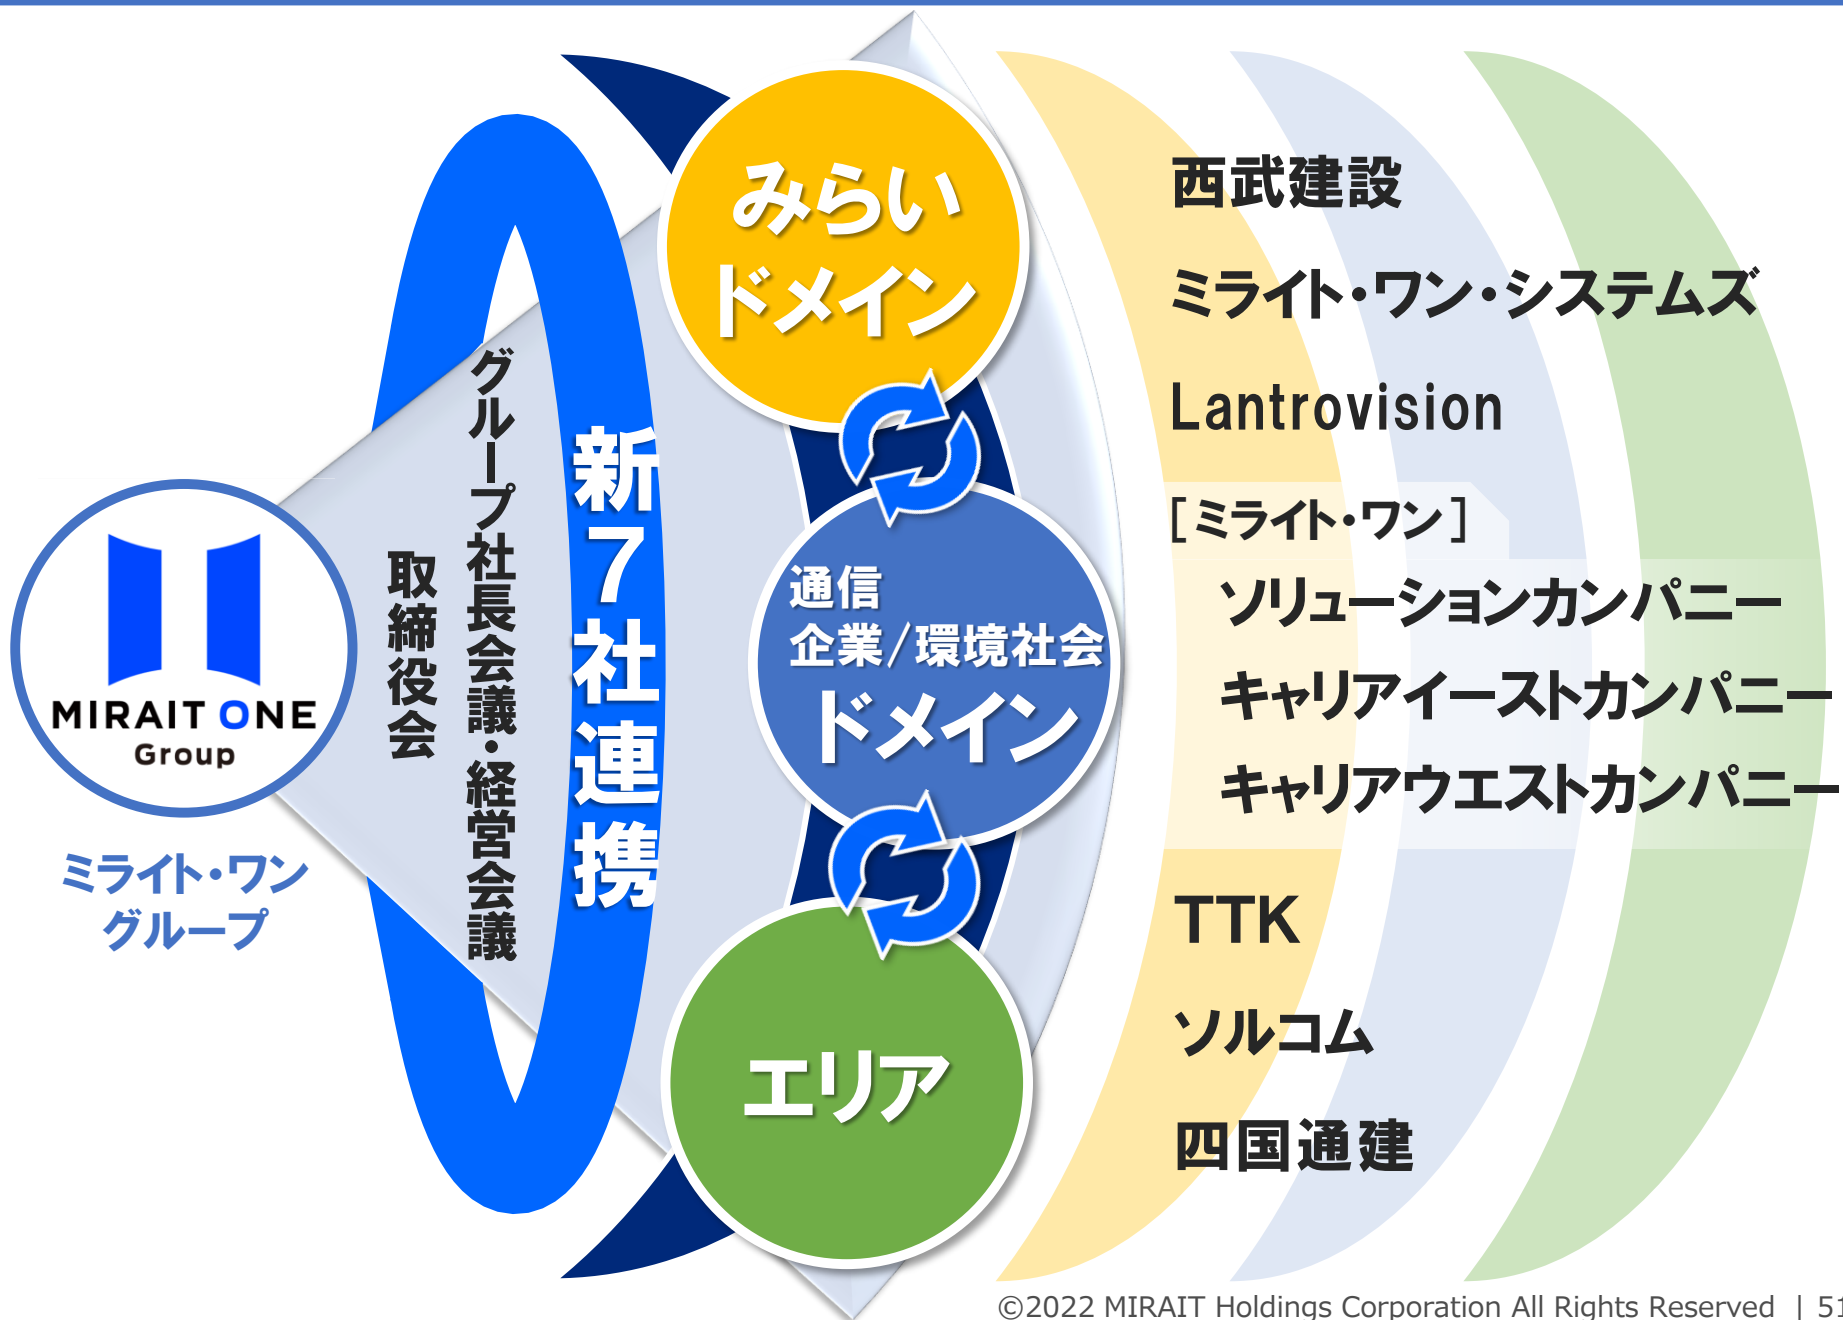 MIRAIT ONE
Group
ミライト・ワン
グループ
取締役会
グループ社長会議・経営会議
新7社連携
みらい
ドメイン
通信
企業/環境社会
ドメイン
エリア
西武建設
ミライト・ワン・システムズ
Lantrovision
[ミライト・ワン]
ソリューションカンパニー
キャリアイーストカンパニー
キャリアウエストカンパニー
TTK
ソルコム
四国通建
©2022 MIRAIT Holdings Corporation All Rights Reserved | 51